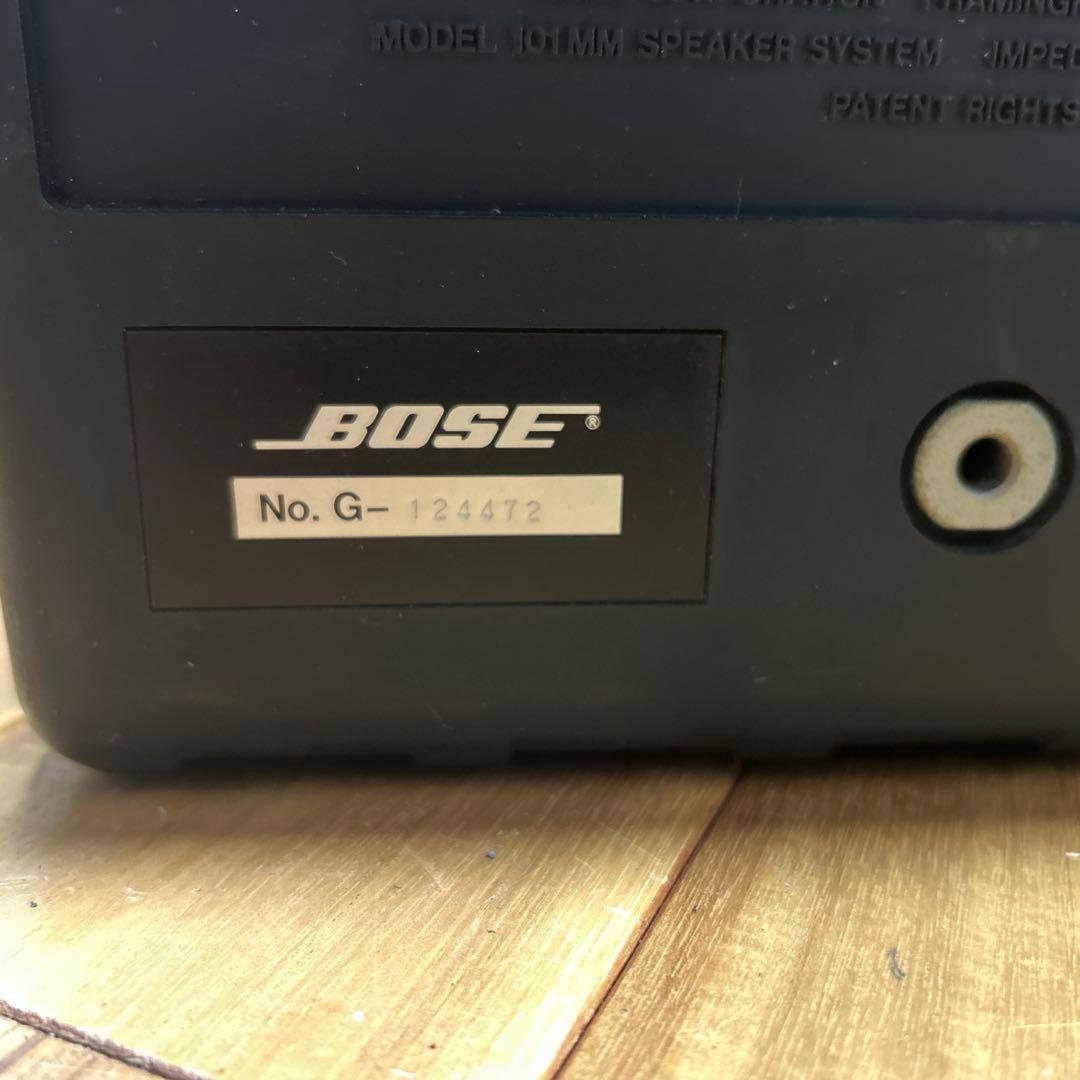 MODEL 101MM SPEAKER SYSTEM
PATENT RIGHTS
BOSE®
No. G- 124472